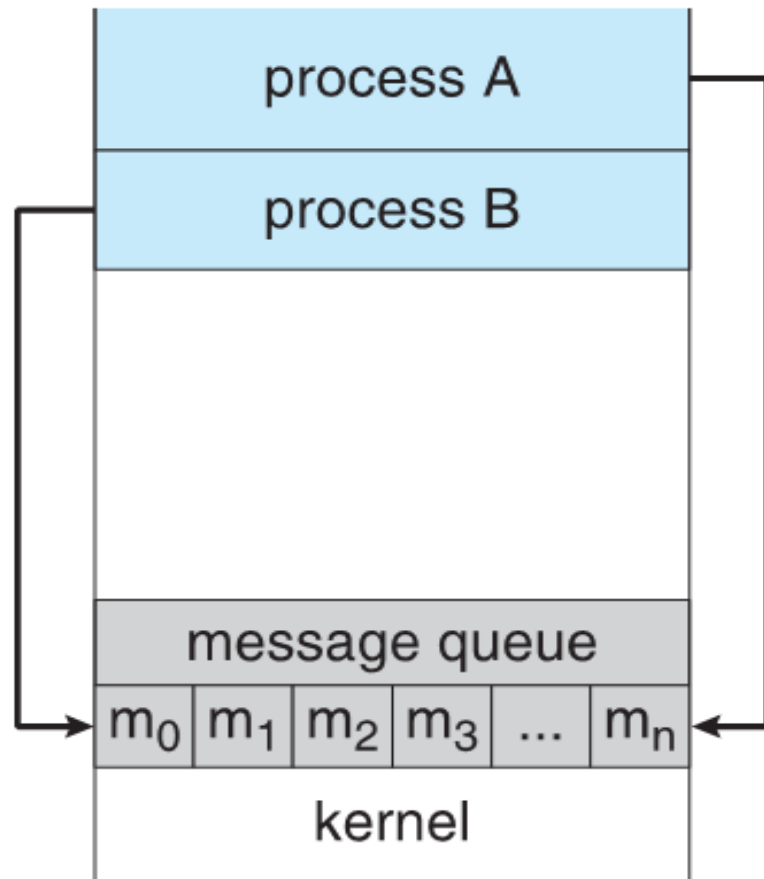 process A
process B
message queue
m₀ m₁ m₂ m₃ ... mₙ
kernel